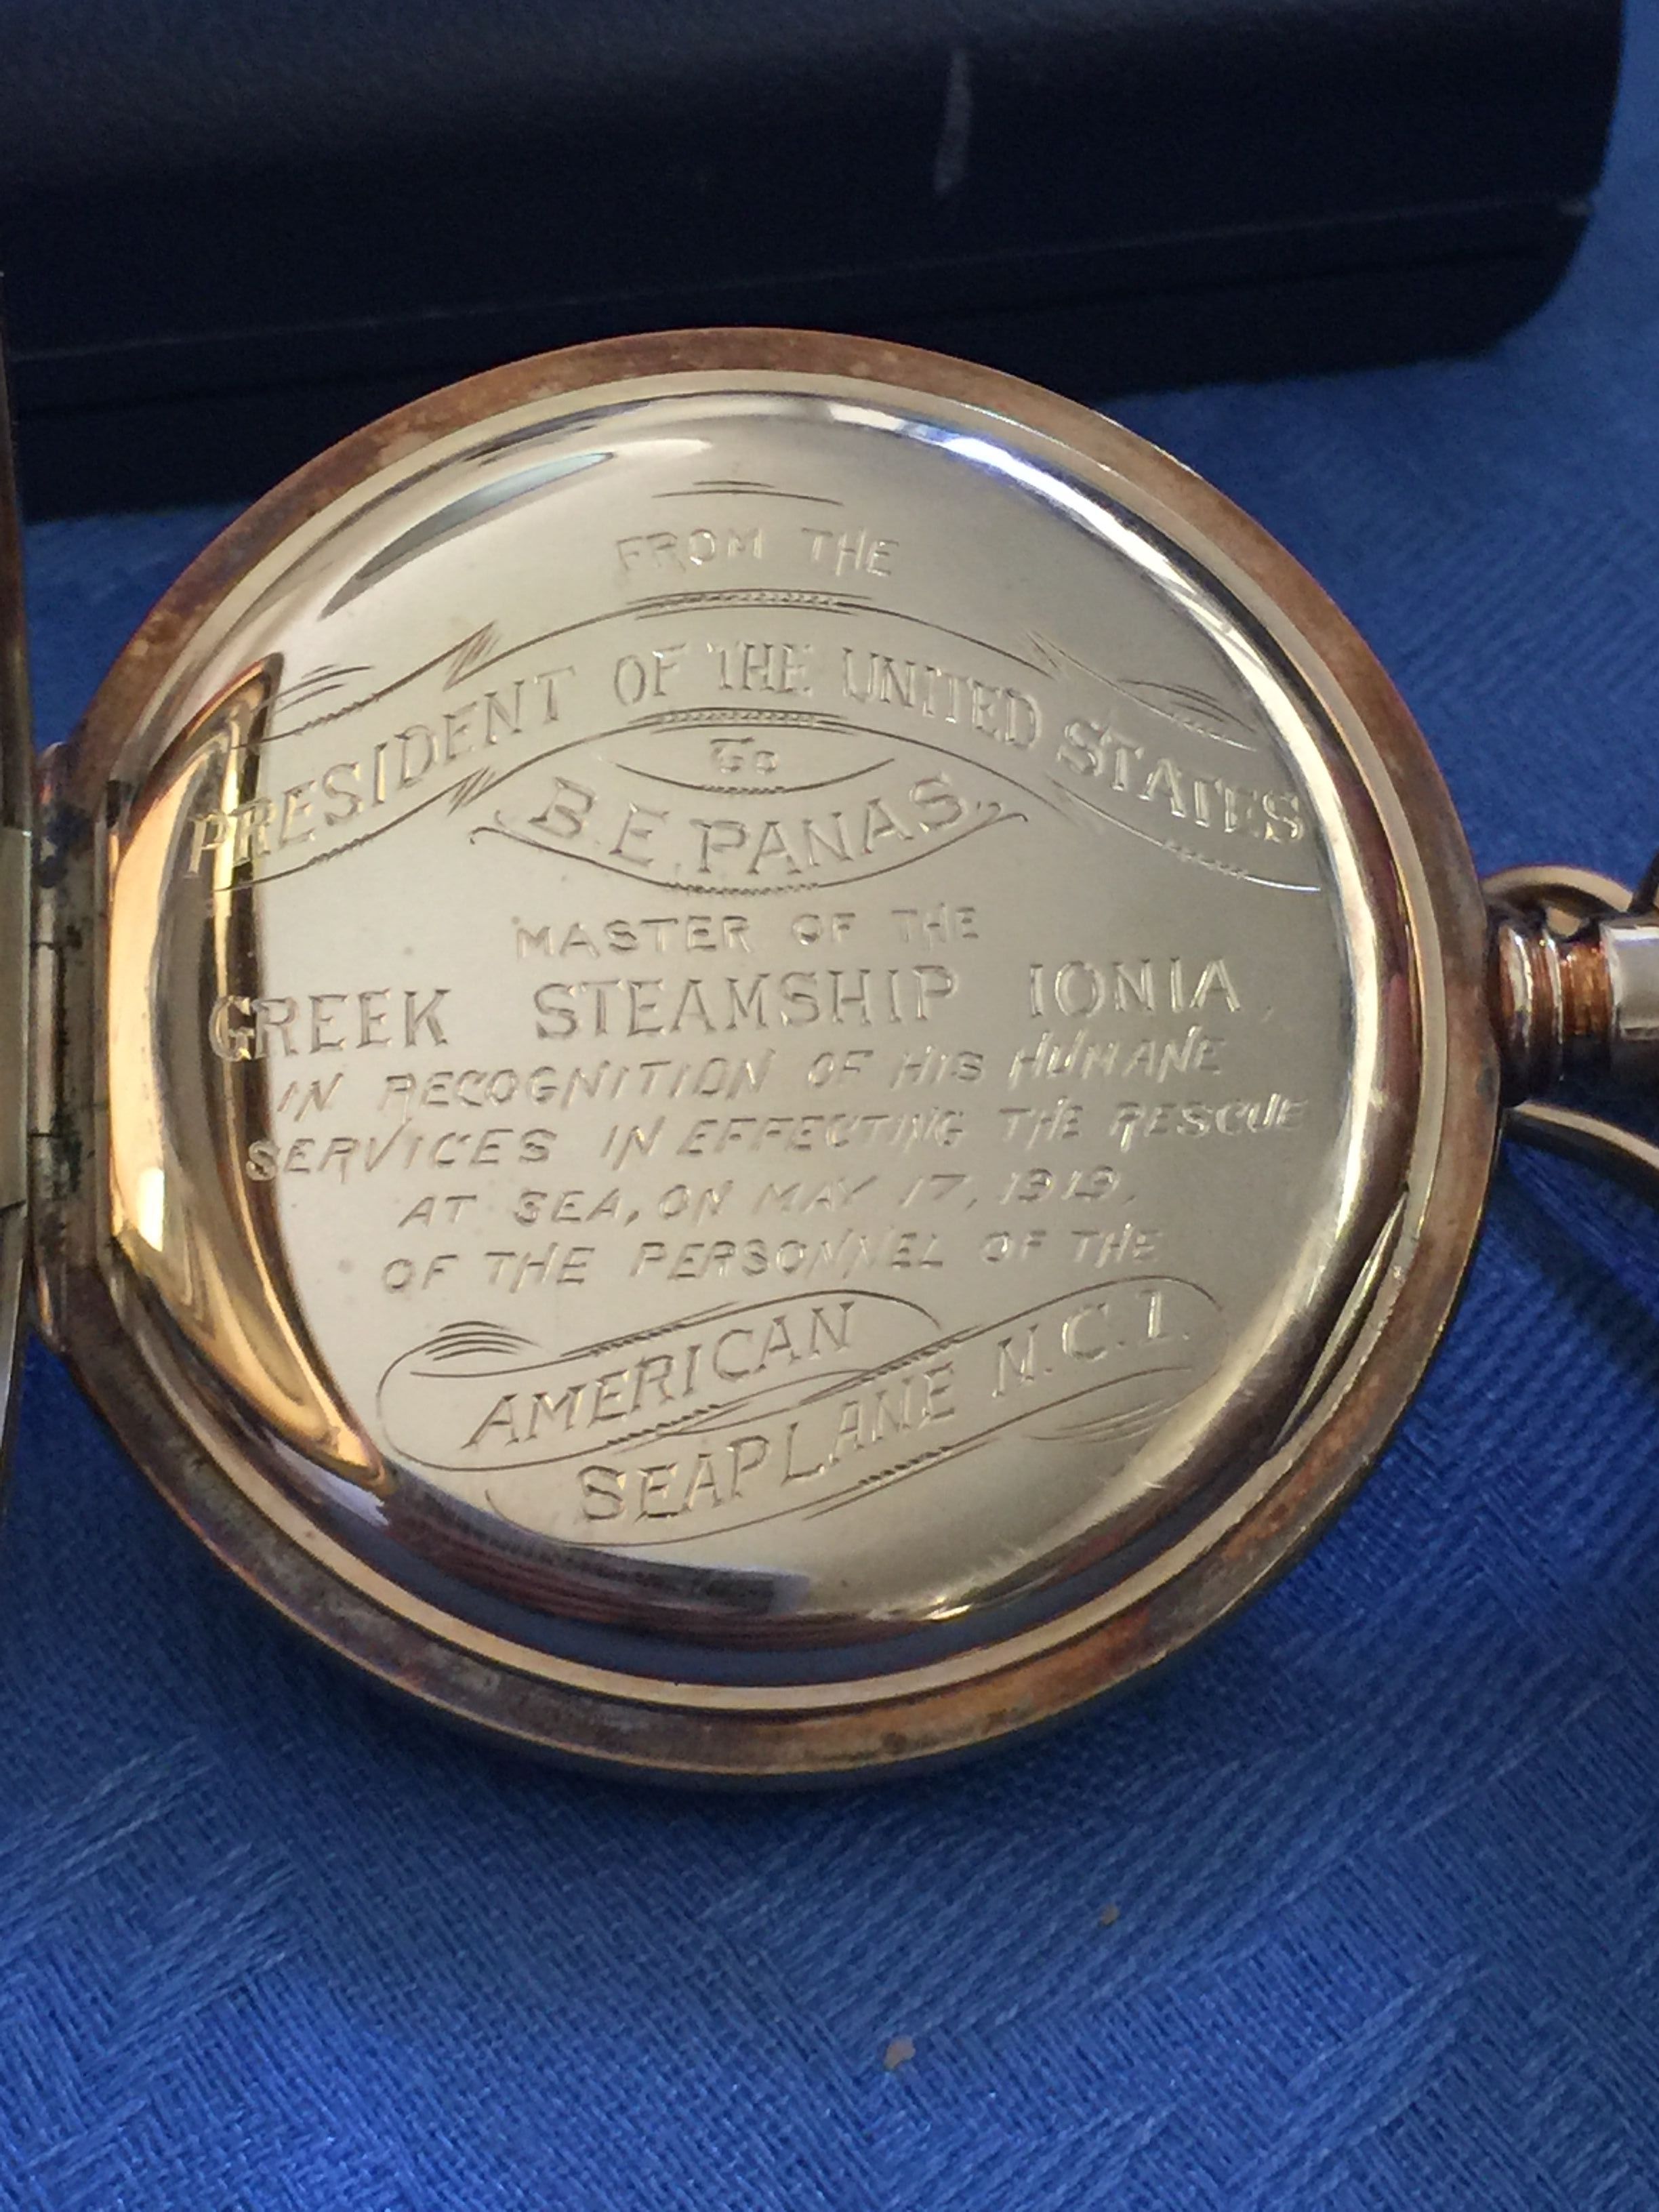 FROM THE
PRESIDENT OF THE UNITED STATES
To
B.E. PANAS,
MASTER OF THE
GREEK STEAMSHIP IONIA,
IN RECOGNITION OF HIS HUMANE
SERVICES IN EFFECTING THE RESCUE
AT SEA, ON MAY 17, 1919,
OF THE PERSONNEL OF THE
AMERICAN
SEAPLANE N.C.1.